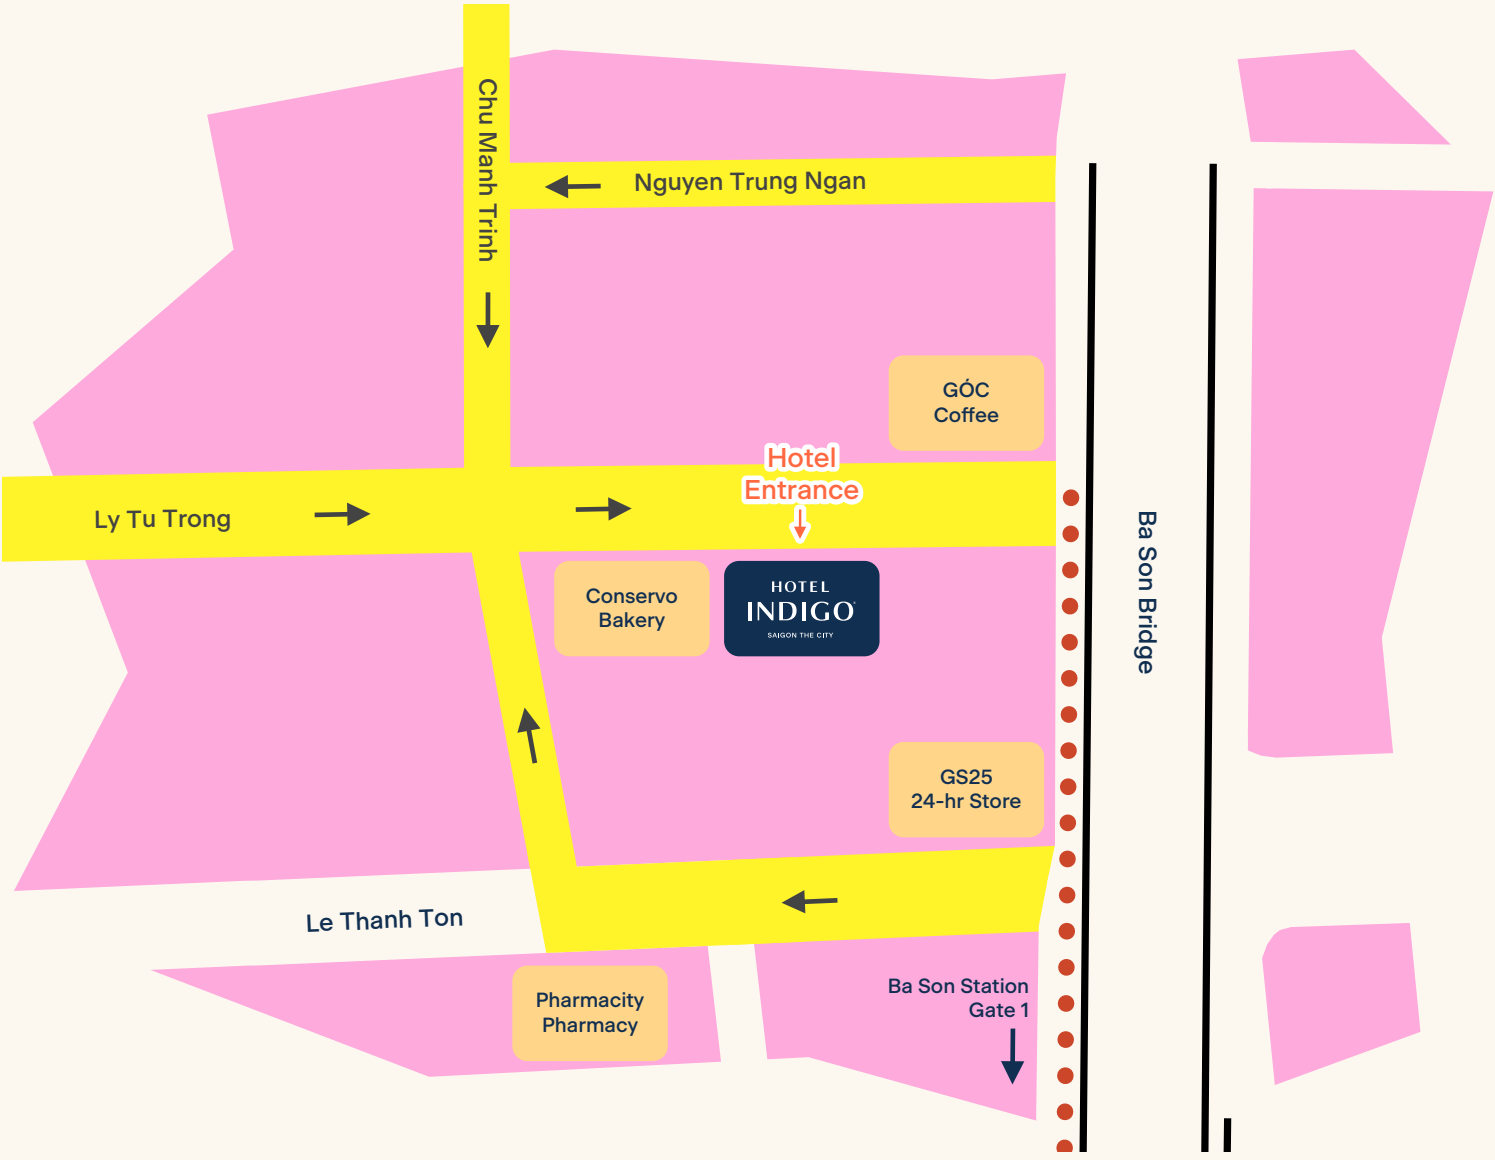 Chu Manh Trinh
Nguyen Trung Ngan
GÓC
Coffee
Hotel
Entrance
Ly Tu Trong
Ba Son Bridge
Conservo
Bakery
HOTEL
INDIGO
SAIGON THE CITY
GS25
24-hr Store
Le Thanh Ton
Pharmacity
Pharmacy
Ba Son Station
Gate 1